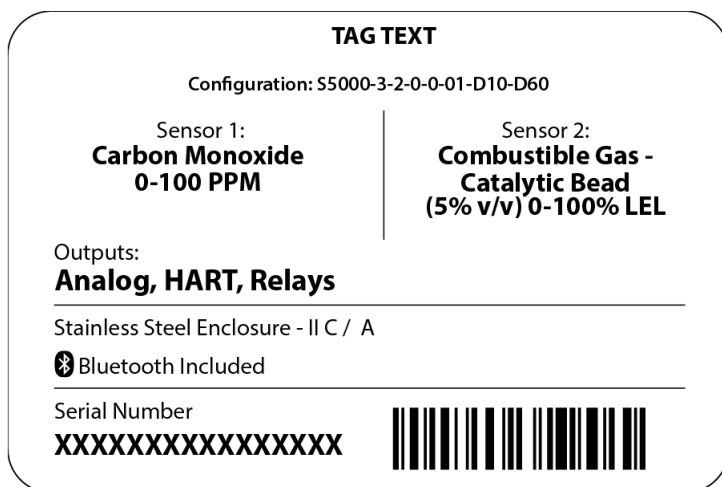 TAG TEXT
Configuration: S5000-3-2-0-0-01-D10-D60
Sensor 1:
Carbon Monoxide
0-100 PPM
Sensor 2:
Combustible Gas -
Catalytic Bead
(5% v/v) 0-100% LEL
Outputs:
Analog, HART, Relays
Stainless Steel Enclosure - II C / A
Bluetooth Included
Serial Number
XXXXXXXXXXXXXXXX